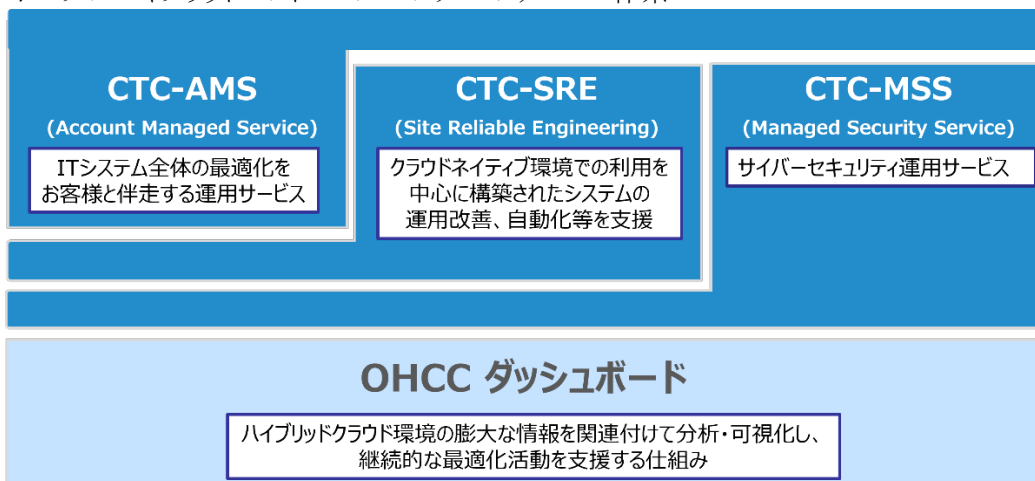 CTC-AMS
(Account Managed Service)
ITシステム全体の最適化を
お客様と伴走する運用サービス
CTC-SRE
(Site Reliable Engineering)
クラウドネイティブ環境での利用を
中心に構築されたシステムの
運用改善、自動化等を支援
CTC-MSS
(Managed Security Service)
サイバーセキュリティ運用サービス
OHCC ダッシュボード
ハイブリッドクラウド環境の膨大な情報を関連付けて分析・可視化し、
継続的な最適化活動を支援する仕組み